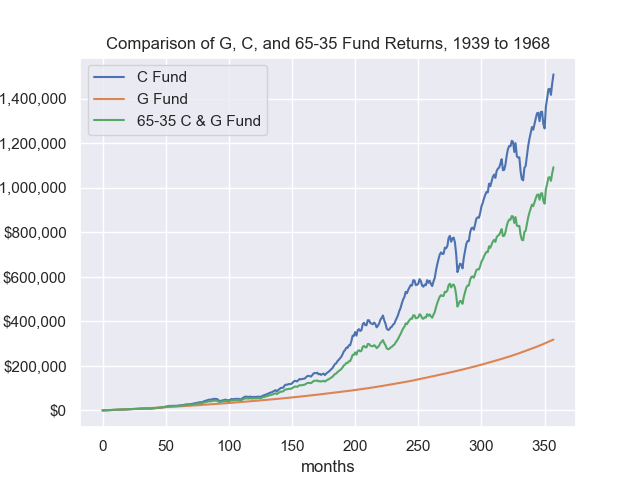 Comparison of G, C, and 65-35 Fund Returns, 1939 to 1968
C Fund
G Fund
65-35 C & G Fund
1,400,000
1,200,000
1,000,000
$800,000
$600,000
$400,000
$200,000
$0
0 50 100 150 200 250 300 350
months